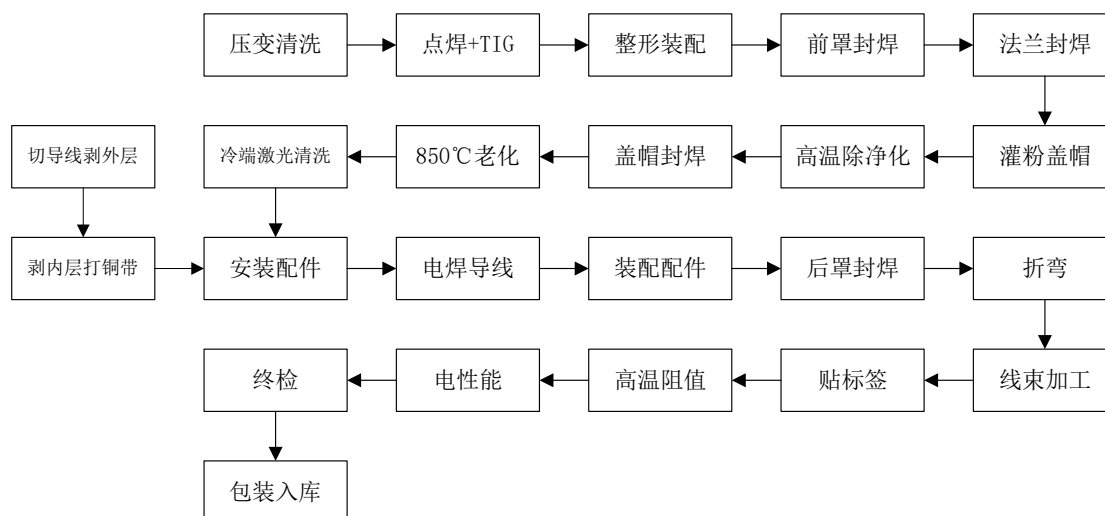 压变清洗
点焊+TIG
整形装配
前罩封焊
法兰封焊
切导线剥外层
冷端激光清洗
850℃老化
盖帽封焊
高温除净化
灌粉盖帽
剥内层打铜带
安装配件
电焊导线
装配配件
后罩封焊
折弯
终检
电性能
高温阻值
贴标签
线束加工
包装入库